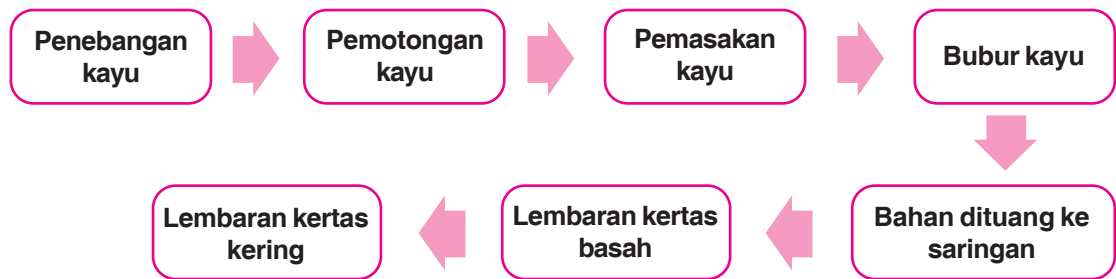 Penebangan
kayu
Pemotongan
kayu
Pemasakan
kayu
Bubur kayu
Bahan dituang ke
saringan
Lembaran kertas
basah
Lembaran kertas
kering